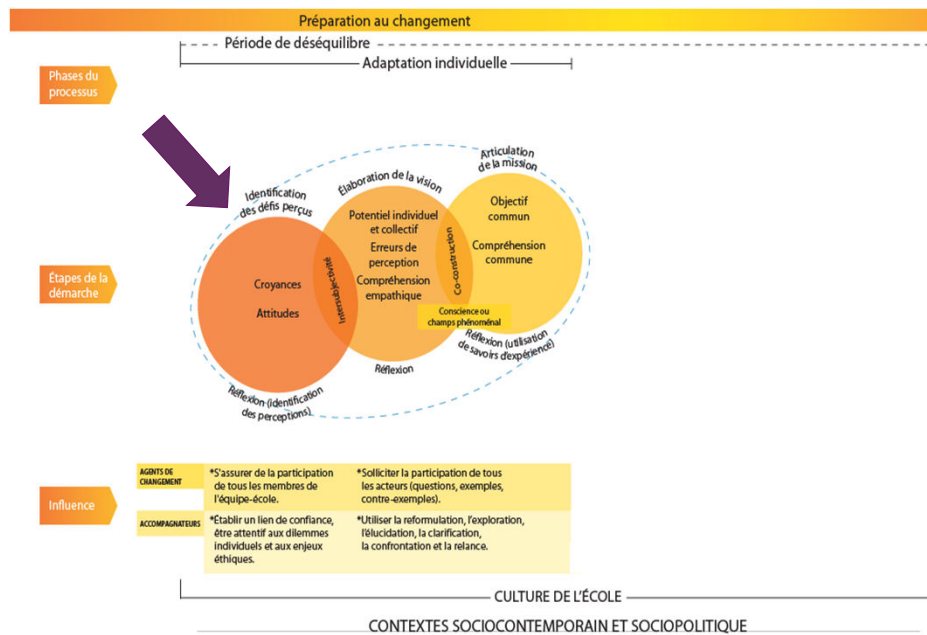 Préparation au changement
Période de déséquilibre
Adaptation individuelle
Phases du
processus
Étapes de la
démarche
Identification
des défis perçus
Croyances
Attitudes
Réflexion (identification
des perceptions)
Intersubjectivité
Élaboration de la vision
Potentiel individuel
et collectif
Erreurs de
perception
Compréhension
empathique
Réflexion
Co-construction
Conscience ou
champs phénoménal
Articulation
de la mission
Objectif
commun
Compréhension
commune
Réflexion (utilisation
de savoirs d'expérience)
Influence
AGENTS DE
CHANGEMENT
*S'assurer de la participation
de tous les membres de
l'équipe-école.
*Solliciter la participation de tous
les acteurs (questions, exemples,
contre-exemples).
ACCOMPAGNATEURS
*Établir un lien de confiance,
être attentif aux dilemmes
individuels et aux enjeux
éthiques.
*Utiliser la reformulation, l'exploration,
l'élucidation, la clarification,
la confrontation et la relance.
CULTURE DE L'ÉCOLE
CONTEXTES SOCIOCONTEMPORAIN ET SOCIOPOLITIQUE